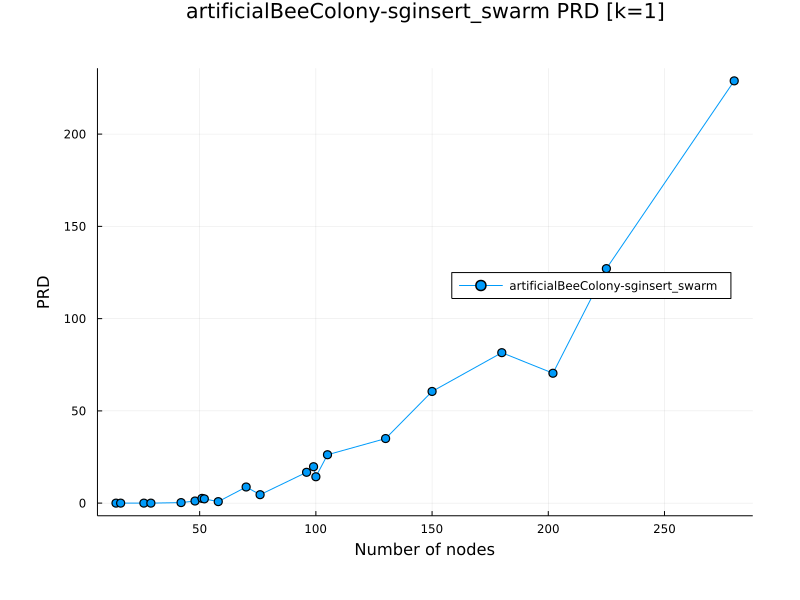 artificialBeeColony-sginsert_swarm PRD [k=1]
200
150
100
50
0
PRD
artificialBeeColony-sginsert_swarm
50 100 150 200 250
Number of nodes